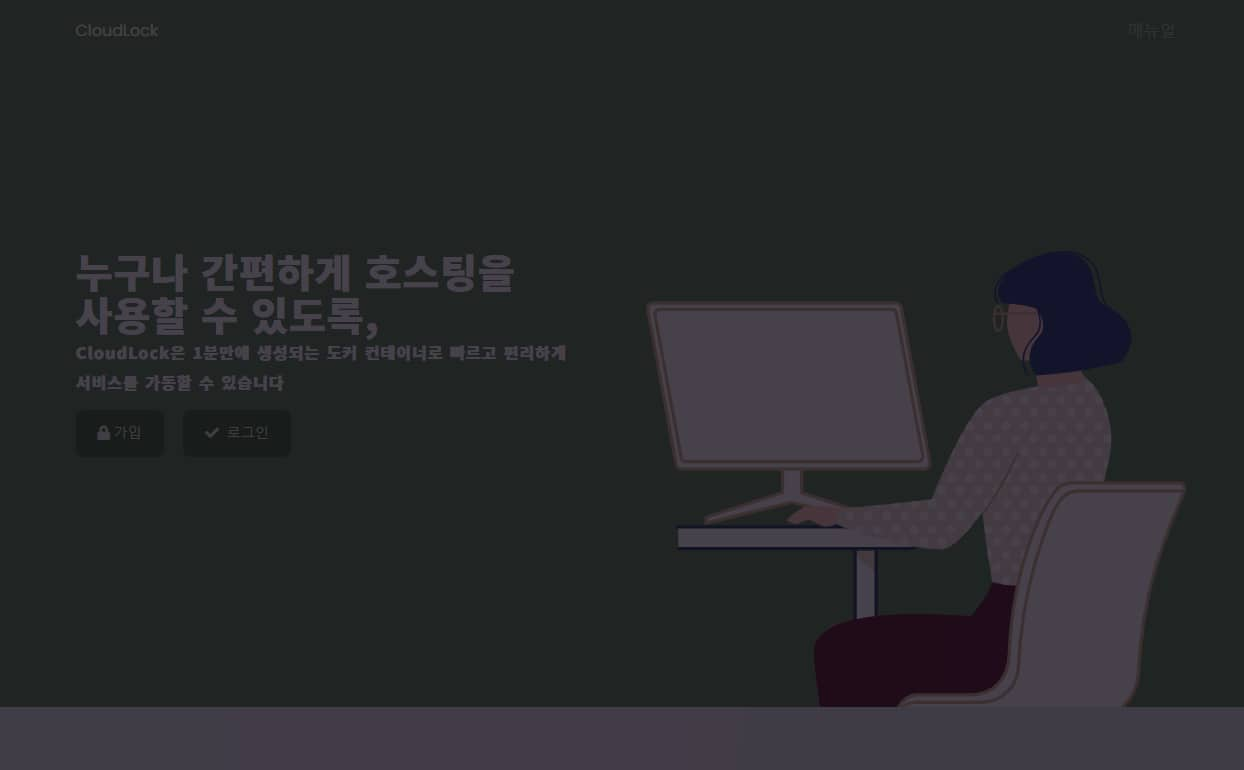 CloudLock
메뉴얼
누구나 간편하게 호스팅을
사용할 수 있도록,
CloudLock은 1분만에 생성되는 도커 컨테이너로 빠르고 편리하게
서비스를 가동할 수 있습니다
가입
로그인